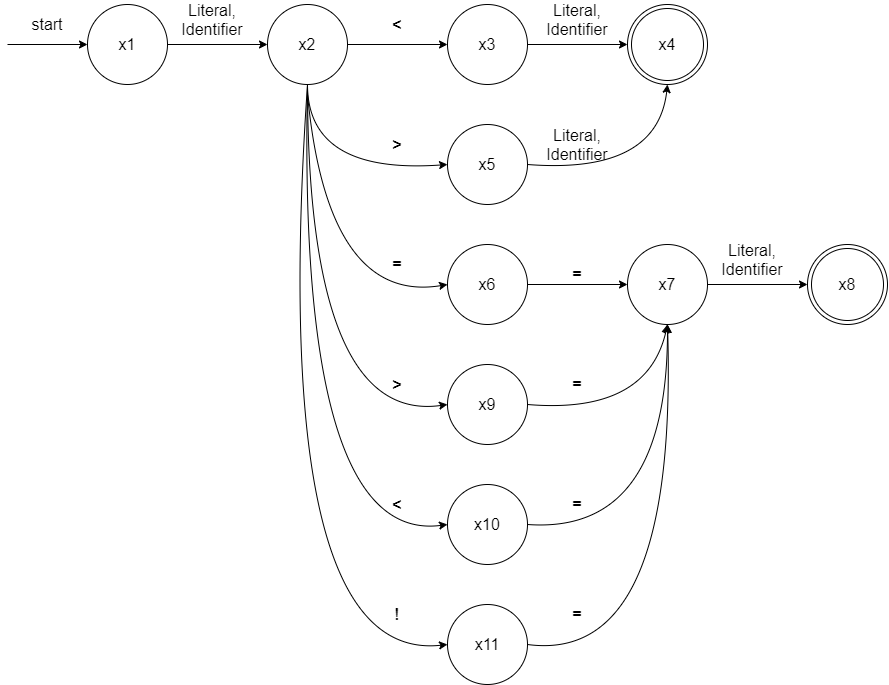 start
x1
Literal,
Identifier
x2
<
x3
Literal,
Identifier
x4
>
x5
Literal,
Identifier
=
x6
=
x7
Literal,
Identifier
x8
>
x9
=
<
x10
=
!
x11
=